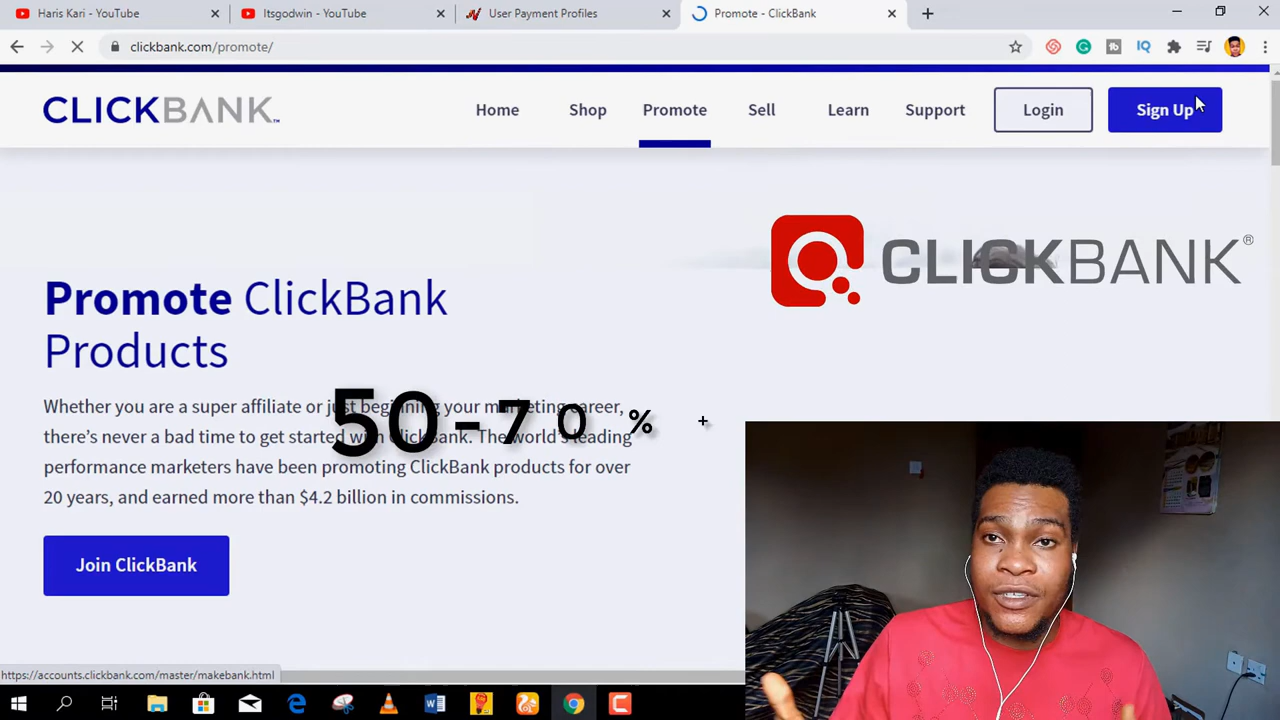 Haris Kari - YouTube
Itsgodwin - YouTube
User Payment Profiles
Promote - ClickBank
clickbank.com/promote/
CLICKBANK™
Home
Shop
Promote
Sell
Learn
Support
Login
Sign Up
CLICKBANK®
Promote ClickBank
Products
50-70 % +
Whether you are a super affiliate or just beginning your marketing career,
there's never a bad time to get started with ClickBank. The world's leading
performance marketers have been promoting ClickBank products for over
20 years, and earned more than $4.2 billion in commissions.
Join ClickBank
https://accounts.clickbank.com/master/makebank.html